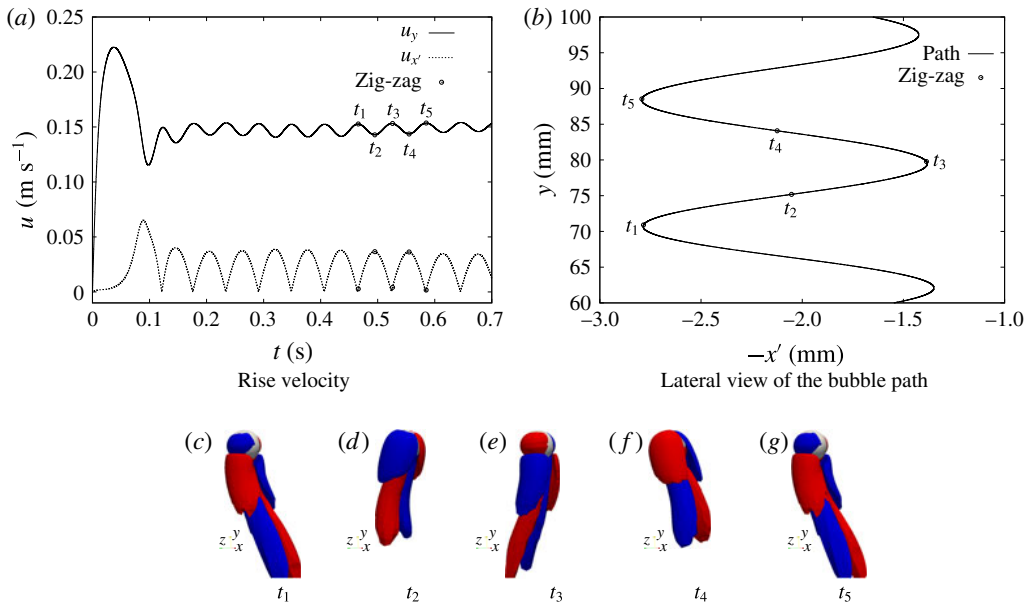 (a)
0.25
0.20
0.15
0.10
0.05
0
u (m s⁻¹)
u_y
u_x′
Zig-zag
t₁ t₃ t₅
t₂ t₄
0 0.1 0.2 0.3 0.4 0.5 0.6 0.7
t (s)
Rise velocity
(b)
100
95
90
85
80
75
70
65
60
y (mm)
Path
Zig-zag
t₅
t₄
t₃
t₂
t₁
−3.0 −2.5 −2.0 −1.5 −1.0
−x′ (mm)
Lateral view of the bubble path
(c) (d) (e) (f) (g)
z y x z y x z y x z y x z y x
t₁ t₂ t₃ t₄ t₅